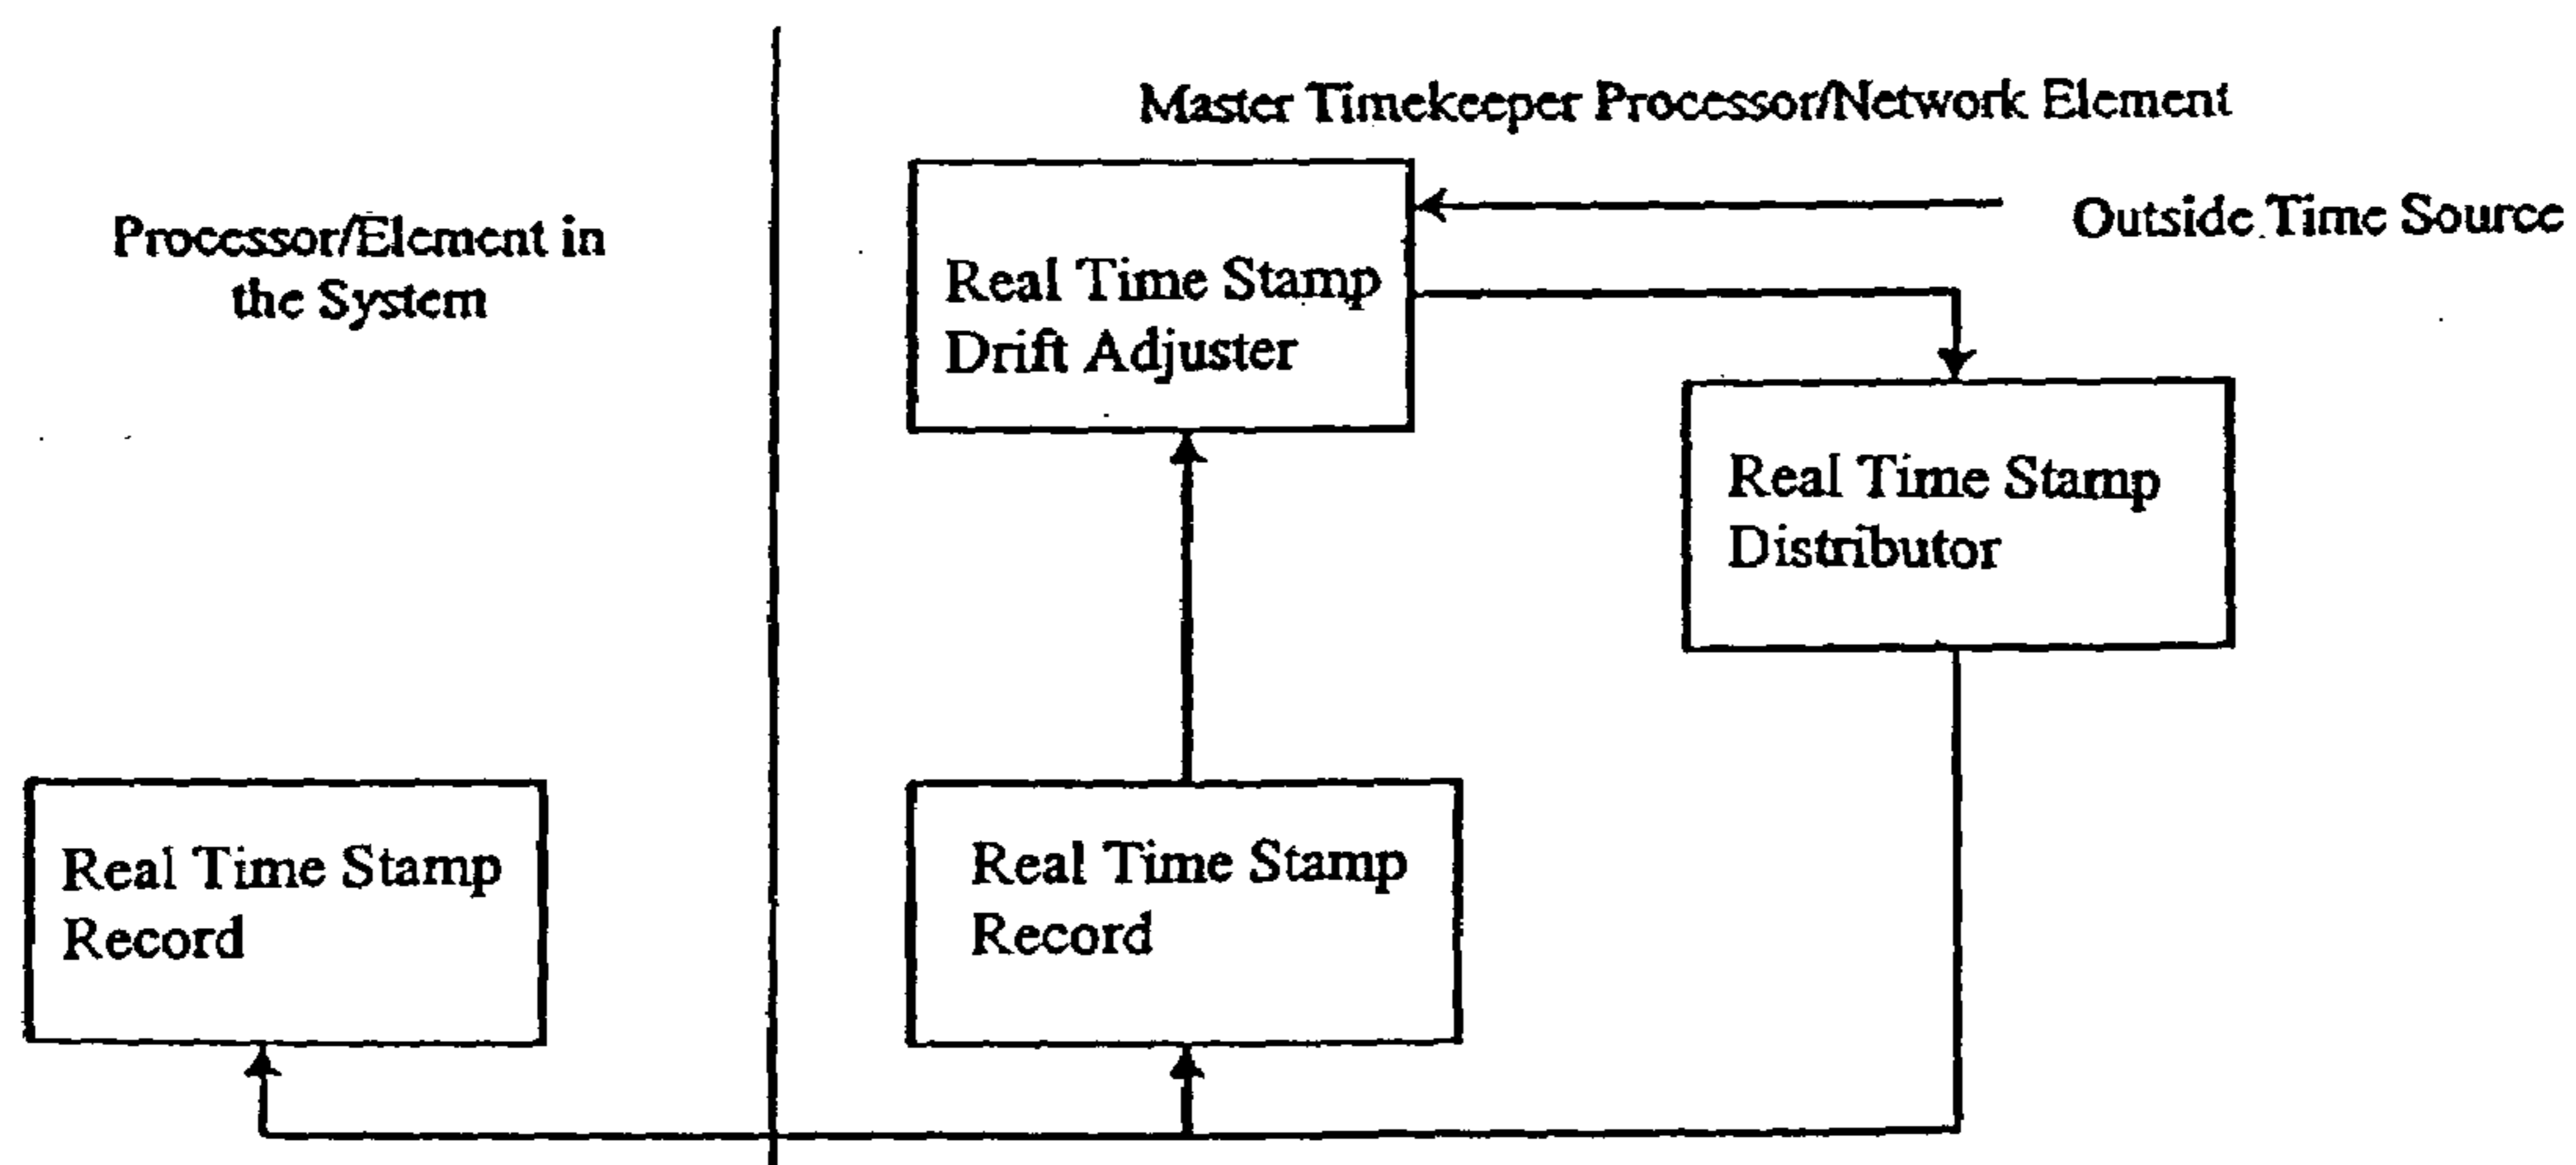 Master Timekeeper Processor/Network Element
Processor/Element in
the System
Outside Time Source
Real Time Stamp
Drift Adjuster
Real Time Stamp
Distributor
Real Time Stamp
Record
Real Time Stamp
Record